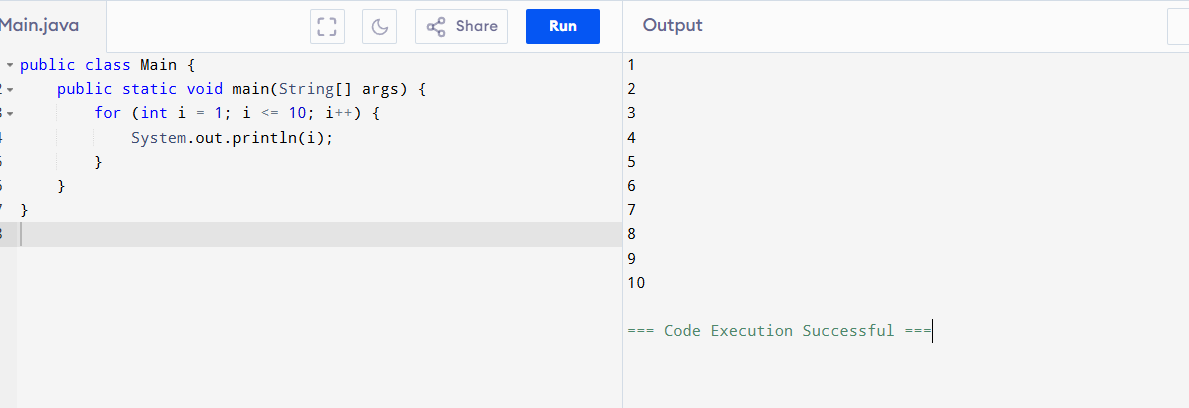 Main.java Share Run Output
public class Main {
    public static void main(String[] args) {
        for (int i = 1; i <= 10; i++) {
            System.out.println(i);
        }
    }
}
1
2
3
4
5
6
7
8
9
10
=== Code Execution Successful ===